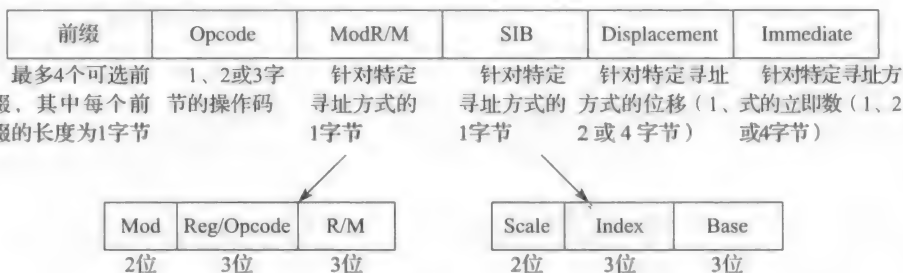 前缀 Opcode ModR/M SIB Displacement Immediate
最多4个可选前 1、2或3字 针对特定 针对特定 针对特定寻址 针对特定寻址方
缀，其中每个前 节的操作码 寻址方式的 寻址方式的 方式的位移（1、 式的立即数（1、2
缀的长度为1字节 1字节 1字节 2或4字节） 或4字节）
Mod Reg/Opcode R/M Scale Index Base
2位 3位 3位 2位 3位 3位